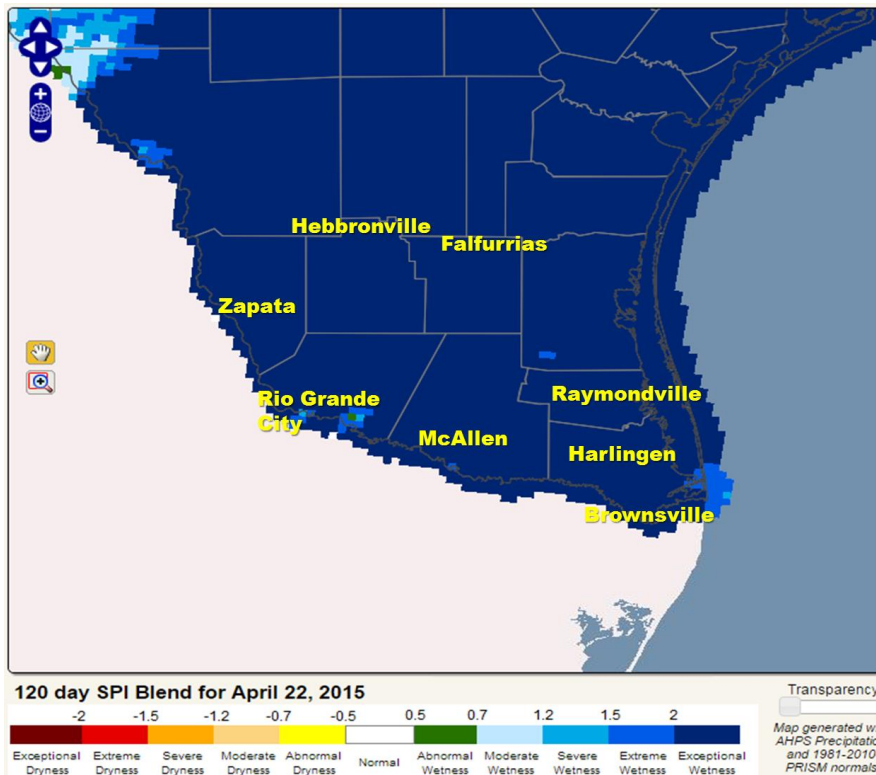 Hebbronville
Falfurrias
Zapata
Rio Grande
City
Raymondville
McAllen
Harlingen
Brownsville
120 day SPI Blend for April 22, 2015
-2 -1.5 -1.2 -0.7 -0.5 0.5 0.7 1.2 1.5 2
Exceptional Dryness
Extreme Dryness
Severe Dryness
Moderate Dryness
Abnormal Dryness
Normal
Abnormal Wetness
Moderate Wetness
Severe Wetness
Extreme Wetness
Exceptional Wetness
Transparency
Map generated
AHPS Precipitatio
and 1981-2010
PRISM normals